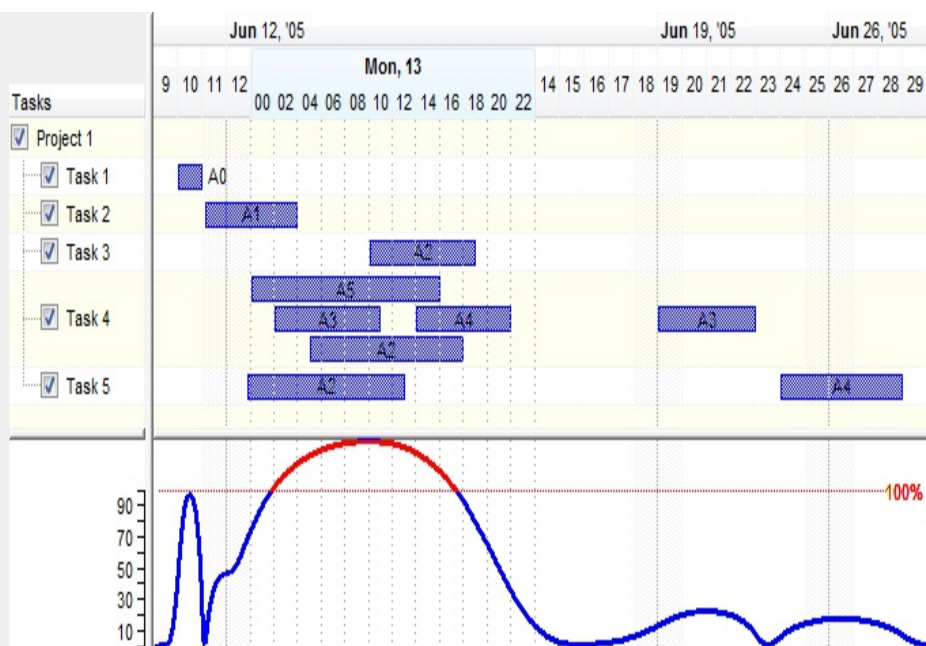 Jun 12, '05 Jun 19, '05 Jun 26, '05
Mon, 13
9 10 11 12 14 15 16 17 18 19 20 21 22 23 24 25 26 27 28 29
00 02 04 06 08 10 12 14 16 18 20 22
Tasks
Project 1
Task 1 A0
Task 2 A1
Task 3 A2
A5
Task 4 A3 A4 A3
A2
Task 5 A2 A4
100%
90
70
50
30
10